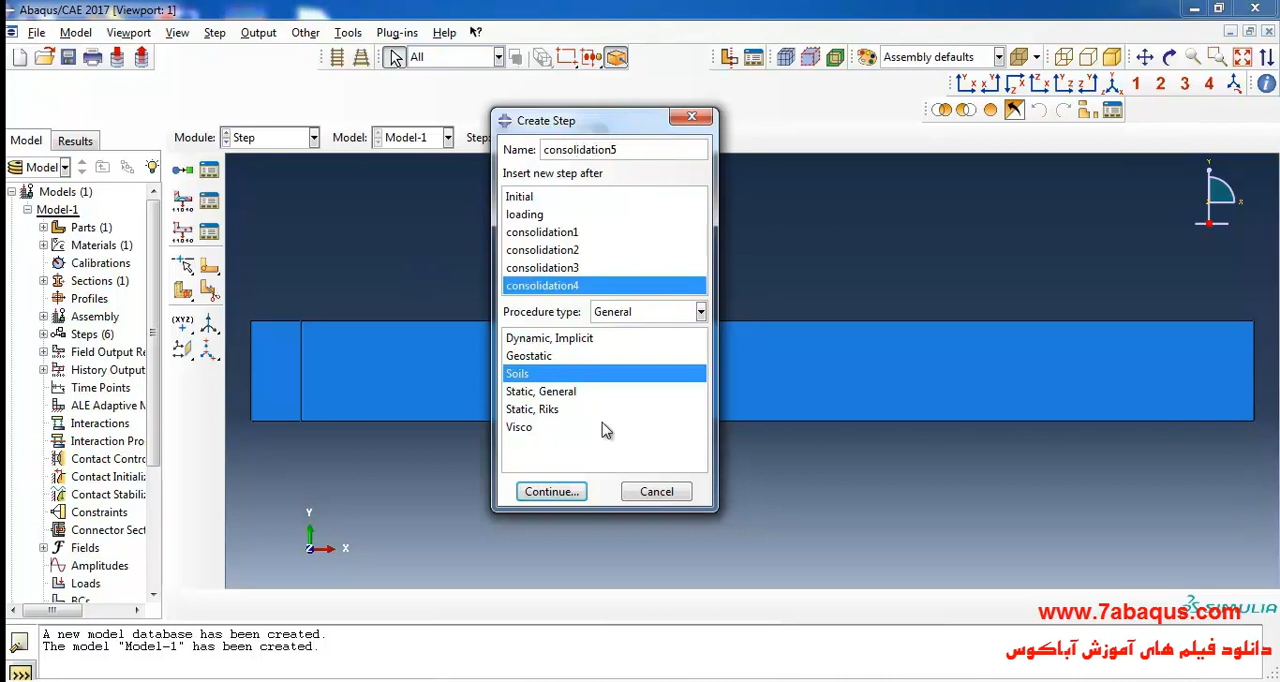 Abaqus/CAE 2017 [Viewport: 1]
File Model Viewport View Step Output Other Tools Plug-ins Help
All
Assembly defaults
1 2 3 4
Model Results
Module: Step Model: Model-1 Step:
Model
Models (1)
Model-1
Parts (1)
Materials (1)
Calibrations
Sections (1)
Profiles
Assembly
Steps (6)
Field Output Re
History Output
Time Points
ALE Adaptive M
Interactions
Interaction Pro
Contact Contro
Contact Initializ
Contact Stabiliz
Constraints
Connector Sect
Fields
Amplitudes
Loads
BCs
(XYZ)
Create Step
Name: consolidation5
Insert new step after
Initial
loading
consolidation1
consolidation2
consolidation3
consolidation4
Procedure type: General
Dynamic, Implicit
Geostatic
Soils
Static, General
Static, Riks
Visco
Continue... Cancel
Y
X
Y
Z X
SIMULIA
www.7abaqus.com
دانلود فیلم های آموزش آباکوس
A new model database has been created.
The model "Model-1" has been created.
>>>